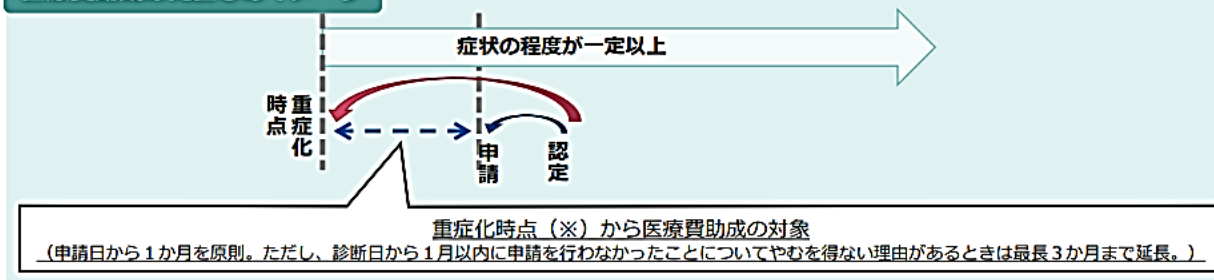 症状の程度が一定以上
重症化
時点
申請
認定
重症化時点（※）から医療費助成の対象
（申請日から１か月を原則。ただし、診断日から１月以内に申請を行わなかったことについてやむを得ない理由があるときは最長３か月まで延長。）